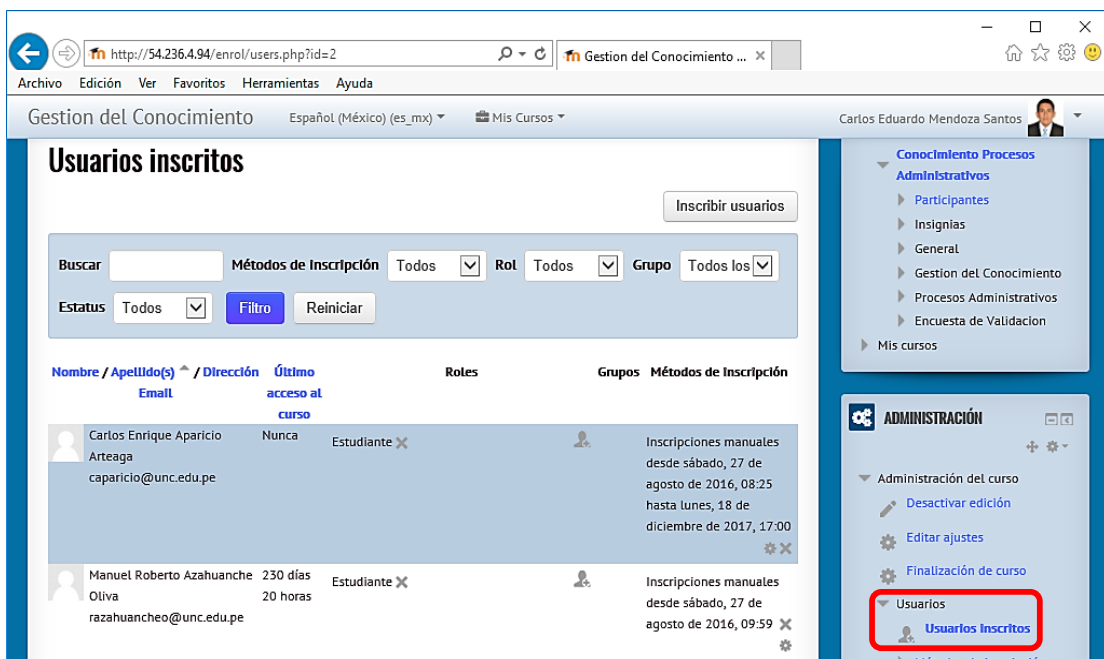 http://54.236.4.94/enrol/users.php?id=2
Gestion del Conocimiento ...
Archivo Edición Ver Favoritos Herramientas Ayuda
Gestion del Conocimiento Español (México) (es_mx) Mis Cursos Carlos Eduardo Mendoza Santos
Usuarios inscritos
Inscribir usuarios
Buscar Métodos de Inscripción Todos Rol Todos Grupo Todos los
Estatus Todos Filtro Reiniciar
Nombre / Apellido(s) / Dirección Email
Último acceso al curso
Roles
Grupos
Métodos de Inscripción
Carlos Enrique Aparicio
Arteaga
caparicio@unc.edu.pe
Nunca
Estudiante
Inscripciones manuales
desde sábado, 27 de
agosto de 2016, 08:25
hasta lunes, 18 de
diciembre de 2017, 17:00
Manuel Roberto Azahuanche
Oliva
razahuancheo@unc.edu.pe
230 días
20 horas
Estudiante
Inscripciones manuales
desde sábado, 27 de
agosto de 2016, 09:59
Conocimiento Procesos
Administrativos
Participantes
Insignias
General
Gestion del Conocimiento
Procesos Administrativos
Encuesta de Validacion
Mis cursos
ADMINISTRACIÓN
Administración del curso
Desactivar edición
Editar ajustes
Finalización de curso
Usuarios
Usuarios Inscritos